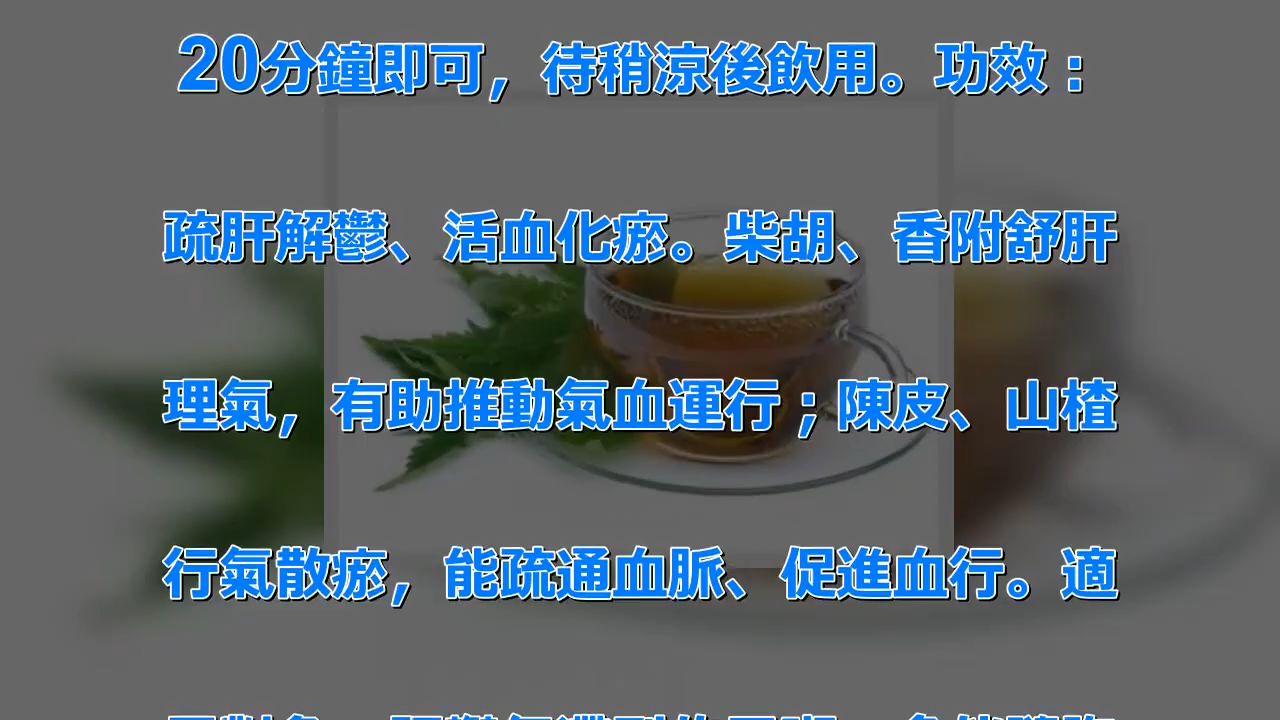 20分鐘即可，待稍涼後飲用。功效：
疏肝解鬱、活血化瘀。柴胡、香附舒肝
理氣，有助推動氣血運行；陳皮、山楂
行氣散瘀，能疏通血脈、促進血行。適